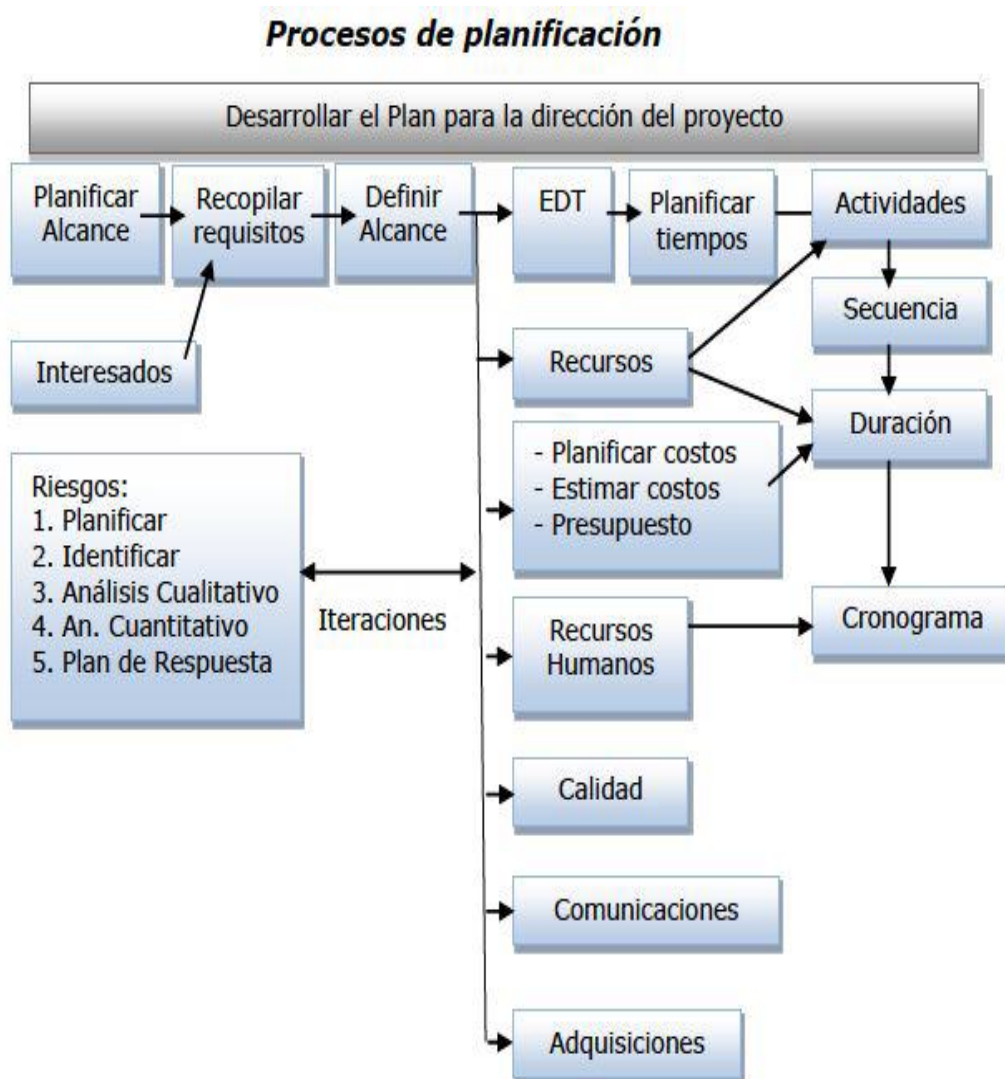 Procesos de planificación
Desarrollar el Plan para la dirección del proyecto
Planificar
Alcance
Recopilar
requisitos
Definir
Alcance
EDT
Planificar
tiempos
Actividades
Secuencia
Interesados
Recursos
Duración
- Planificar costos
- Estimar costos
- Presupuesto
Riesgos:
1. Planificar
2. Identificar
3. Análisis Cualitativo
4. An. Cuantitativo
5. Plan de Respuesta
Iteraciones
Recursos
Humanos
Cronograma
Calidad
Comunicaciones
Adquisiciones